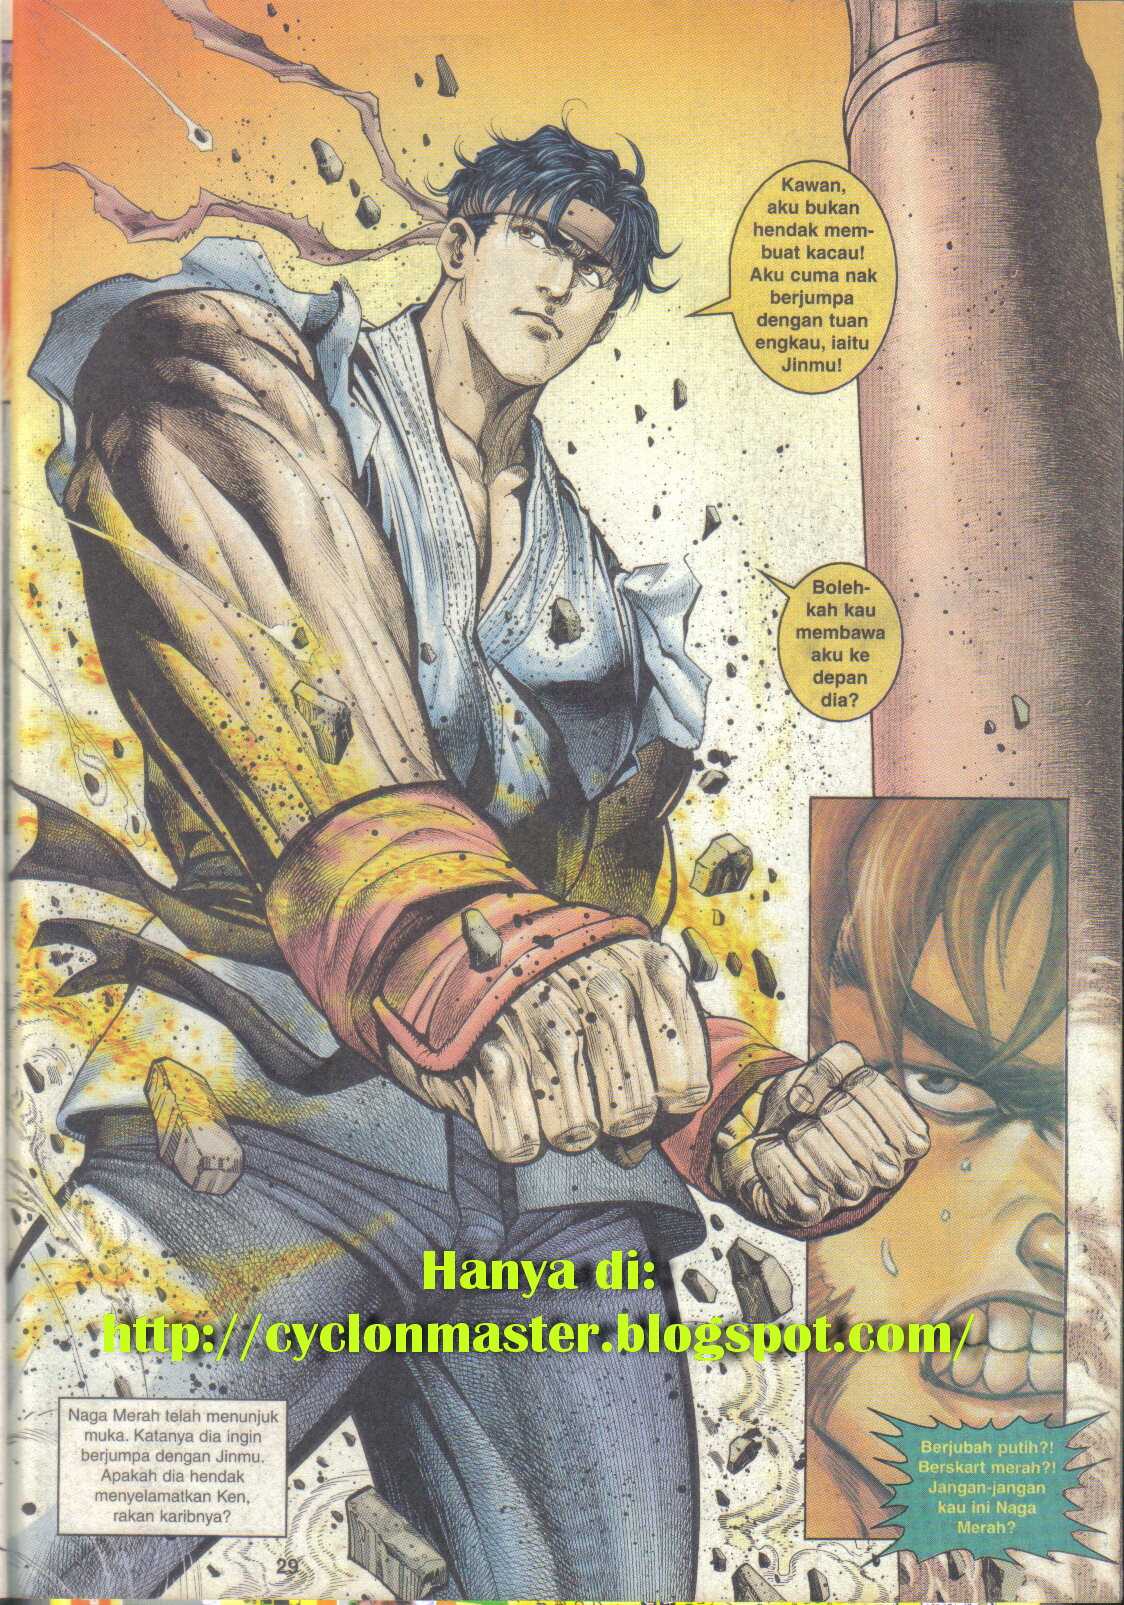 Kawan,
aku bukan
hendak mem-
buat kacau!
Aku cuma nak
berjumpa
dengan tuan
engkau, iaitu
Jinmu!
Boleh-
kah kau
membawa
aku ke
depan
dia?
Hanya di:
http://cyclonmaster.blogspot.com/
Naga Merah telah menunjuk
muka. Katanya dia ingin
berjumpa dengan Jinmu.
Apakah dia hendak
menyelamatkan Ken,
rakan karibnya?
Berjubah putih?!
Berskart merah?!
Jangan-jangan
kau ini Naga
Merah?
29